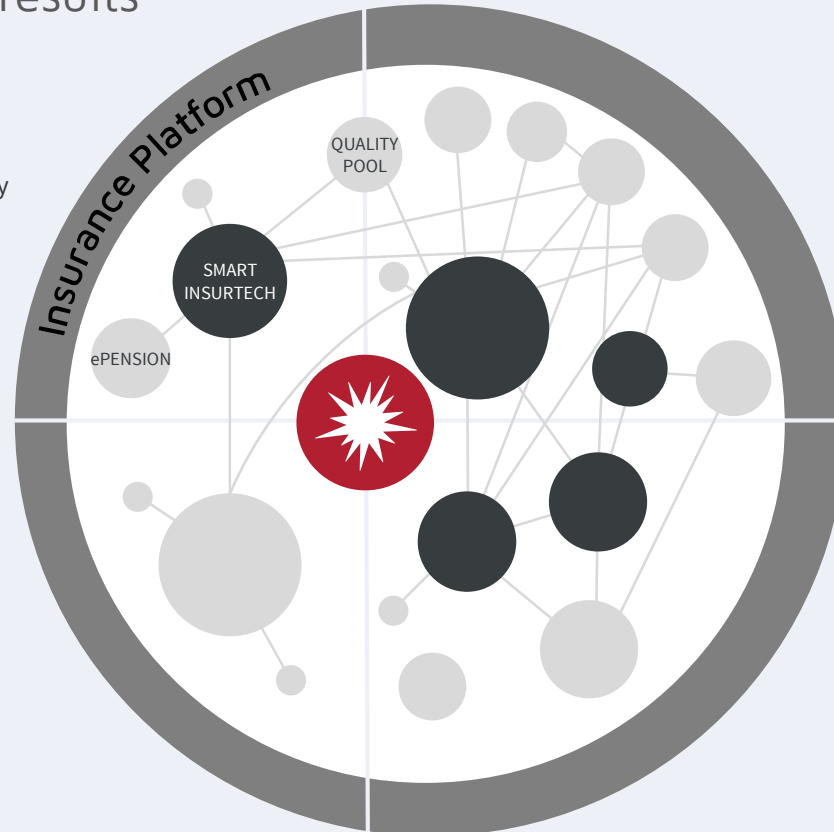 results
y
Insurance Platform
QUALITY
POOL
SMART
INSURTECH
ePENSION